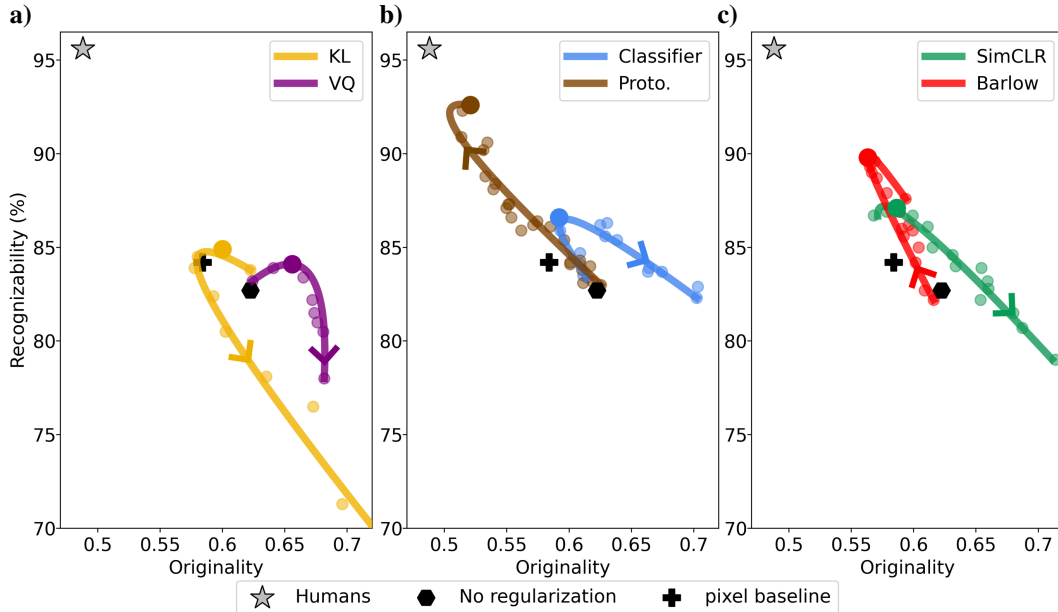 a)
b)
c)
KL
VQ
Classifier
Proto.
SimCLR
Barlow
Recognizability (%)
95
90
85
80
75
70
0.5
0.55
0.6
0.65
0.7
Originality
95
90
85
80
75
70
0.5
0.55
0.6
0.65
0.7
Originality
95
90
85
80
75
70
0.5
0.55
0.6
0.65
0.7
Originality
Humans
No regularization
pixel baseline